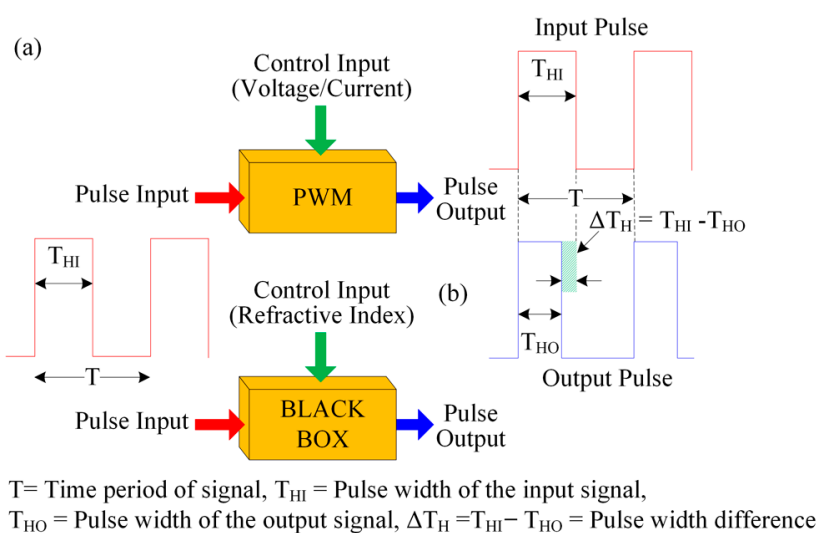 (a)
Control Input
(Voltage/Current)
Pulse Input
PWM
Pulse
Output
T_HI
T
Control Input
(Refractive Index)
Pulse Input
BLACK
BOX
Pulse
Output
Input Pulse
T_HI
T
ΔT_H = T_HI -T_HO
(b)
T_HO
Output Pulse
T= Time period of signal, T_HI = Pulse width of the input signal,
T_HO = Pulse width of the output signal, ΔT_H =T_HI− T_HO = Pulse width difference